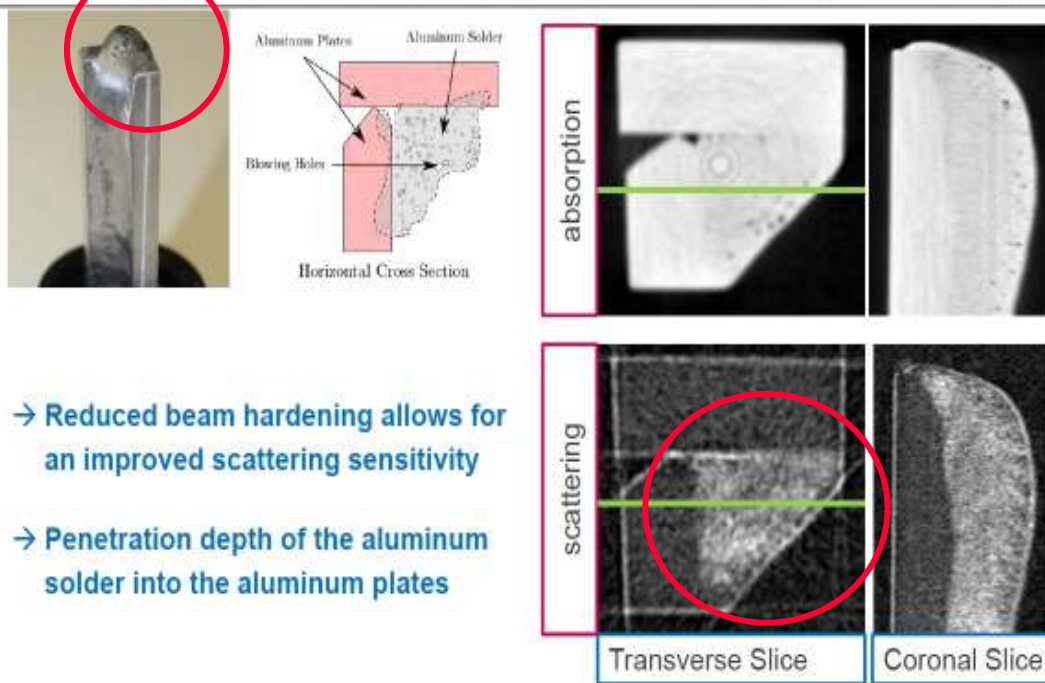 Aluminum Plates
Aluminum Solder
Blowing Holes
Horizontal Cross Section
→ Reduced beam hardening allows for
an improved scattering sensitivity
→ Penetration depth of the aluminum
solder into the aluminum plates
absorption
scattering
Transverse Slice
Coronal Slice